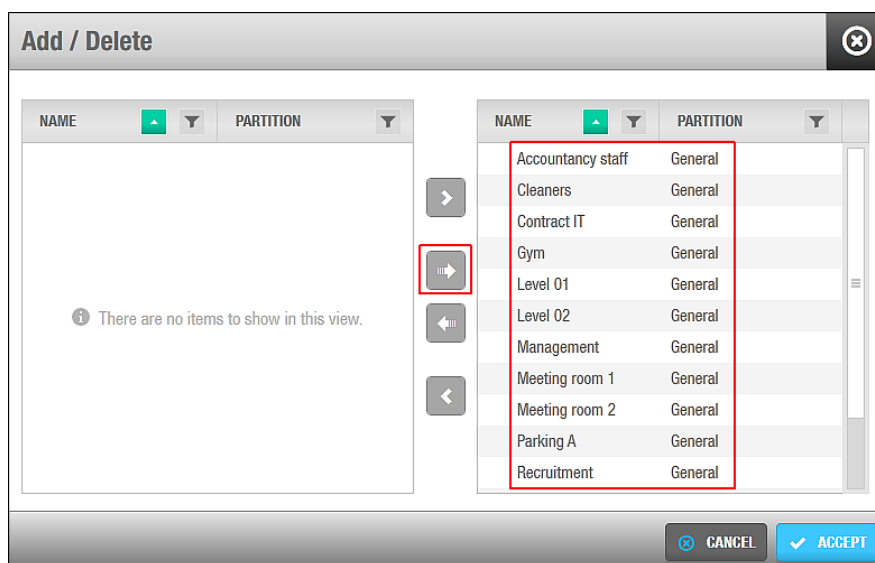 Add / Delete
NAME PARTITION
There are no items to show in this view.
NAME PARTITION
Accountancy staff General
Cleaners General
Contract IT General
Gym General
Level 01 General
Level 02 General
Management General
Meeting room 1 General
Meeting room 2 General
Parking A General
Recruitment General
CANCEL ACCEPT